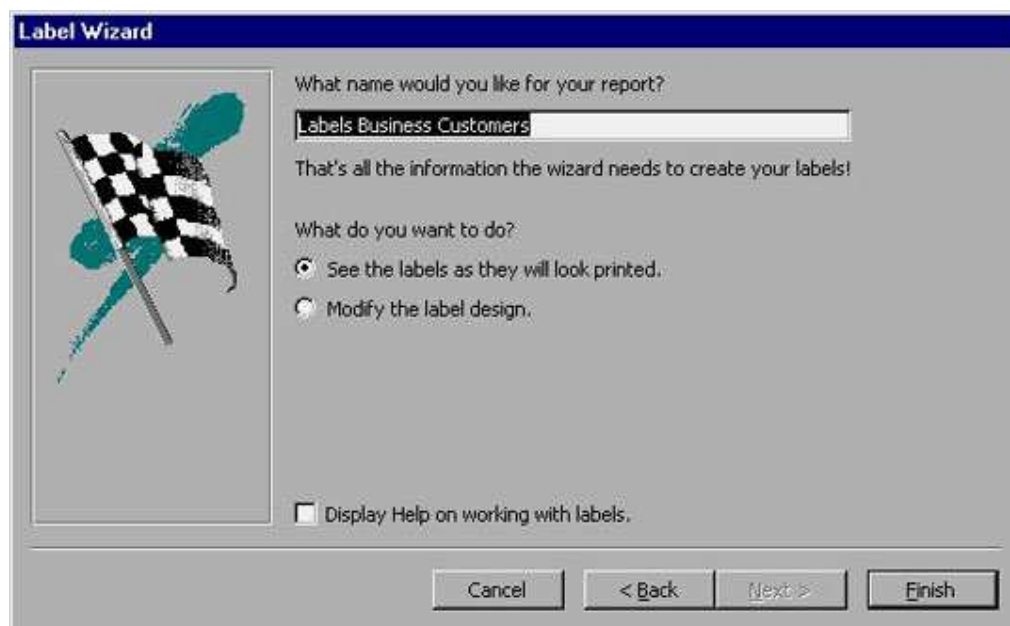 Label Wizard
What name would you like for your report?
Labels Business Customers
That's all the information the wizard needs to create your labels!
What do you want to do?
See the labels as they will look printed.
Modify the label design.
Display Help on working with labels.
Cancel
< Back
Next >
Finish